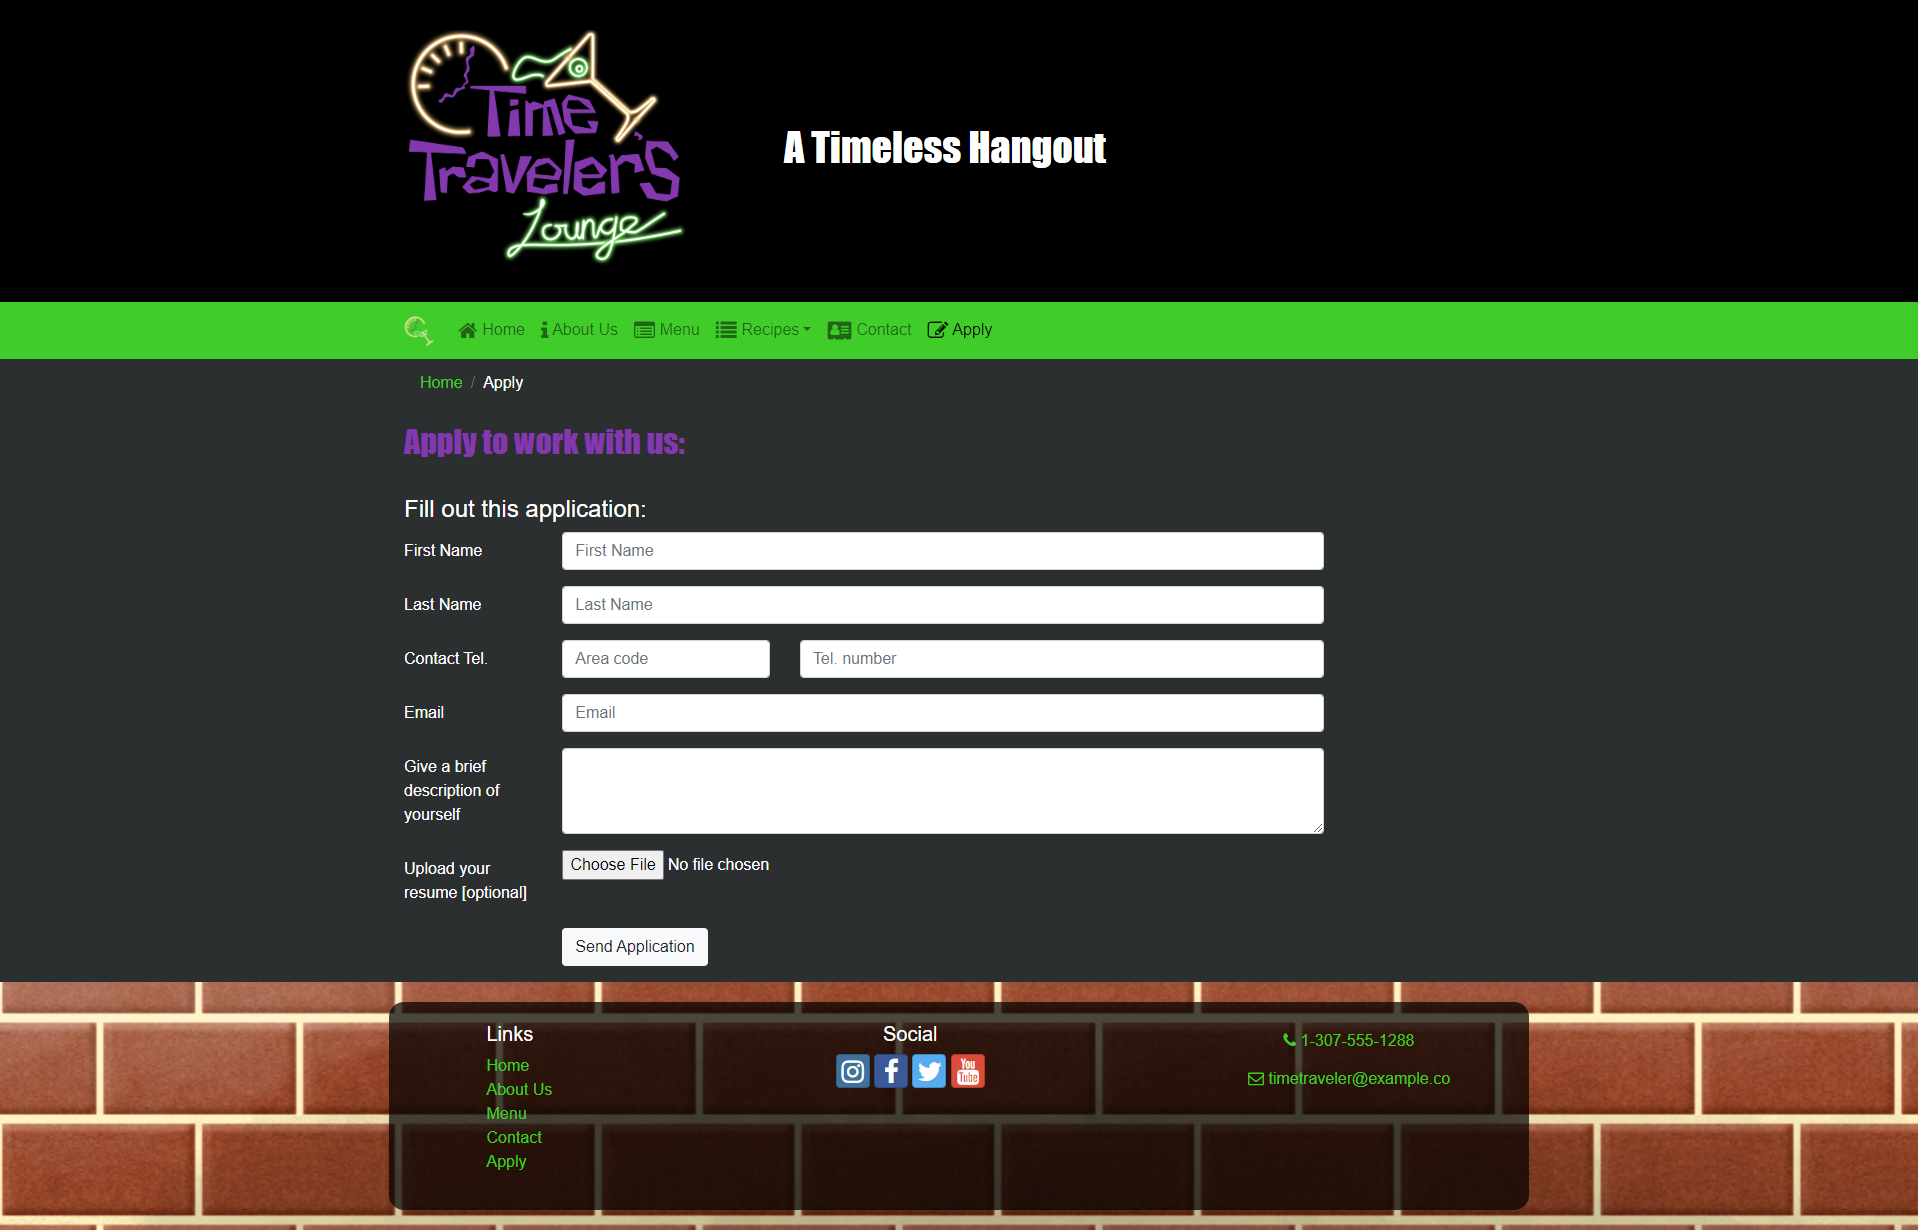 Time
Traveler's
Lounge
A Timeless Hangout
Home About Us Menu Recipes Contact Apply
Home / Apply
Apply to work with us:
Fill out this application:
First Name First Name
Last Name Last Name
Contact Tel. Area code Tel. number
Email Email
Give a brief
description of
yourself
Upload your
resume [optional]
Choose File No file chosen
Send Application
Links
Home
About Us
Menu
Contact
Apply
Social
You
Tube
1-307-555-1288
timetraveler@example.co